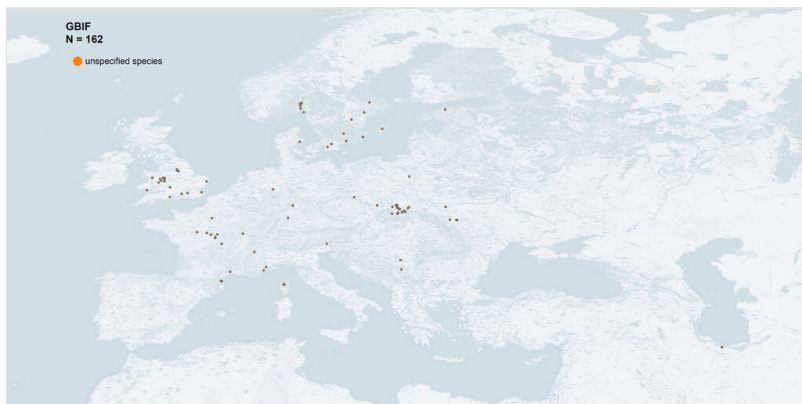 GBIF
N = 162
unspecified species